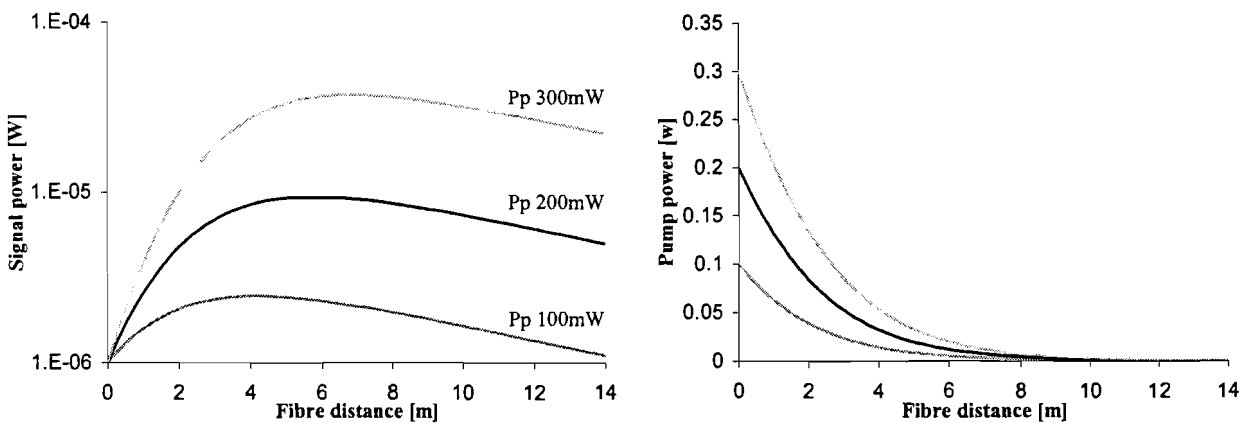 1.E-04
1.E-05
1.E-06
Signal power [W]
Pp 300mW
Pp 200mW
Pp 100mW
0 2 4 6 8 10 12 14
Fibre distance [m]
0.35
0.3
0.25
0.2
0.15
0.1
0.05
0
Pump power [w]
0 2 4 6 8 10 12 14
Fibre distance [m]